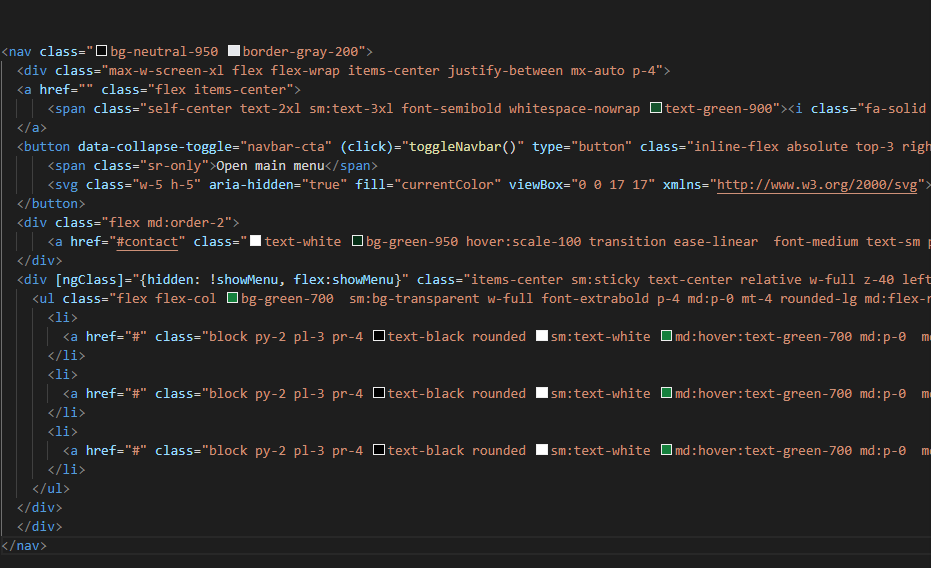 <nav class="bg-neutral-950 border-gray-200">
<div class="max-w-screen-xl flex flex-wrap items-center justify-between mx-auto p-4">
<a href="" class="flex items-center">
<span class="self-center text-2xl sm:text-3xl font-semibold whitespace-nowrap text-green-900"><i class="fa-solid
</a>
<button data-collapse-toggle="navbar-cta" (click)="toggleNavbar()" type="button" class="inline-flex absolute top-3 righ
<span class="sr-only">Open main menu</span>
<svg class="w-5 h-5" aria-hidden="true" fill="currentColor" viewBox="0 0 17 17" xmlns="http://www.w3.org/2000/svg">
</button>
<div class="flex md:order-2">
<a href="#contact" class="text-white bg-green-950 hover:scale-100 transition ease-linear  font-medium text-sm p
</div>
<div [ngClass]="{hidden: !showMenu, flex:showMenu}" class="items-center sm:sticky text-center relative w-full z-40 left
<ul class="flex flex-col bg-green-700  sm:bg-transparent w-full font-extrabold p-4 md:p-0 mt-4 rounded-lg md:flex-r
<li>
<a href="#" class="block py-2 pl-3 pr-4 text-black rounded sm:text-white md:hover:text-green-700 md:p-0  md
</li>
<li>
<a href="#" class="block py-2 pl-3 pr-4 text-black rounded sm:text-white md:hover:text-green-700 md:p-0  md
</li>
<li>
<a href="#" class="block py-2 pl-3 pr-4 text-black rounded sm:text-white md:hover:text-green-700 md:p-0  md
</li>
</ul>
</div>
</div>
</nav>